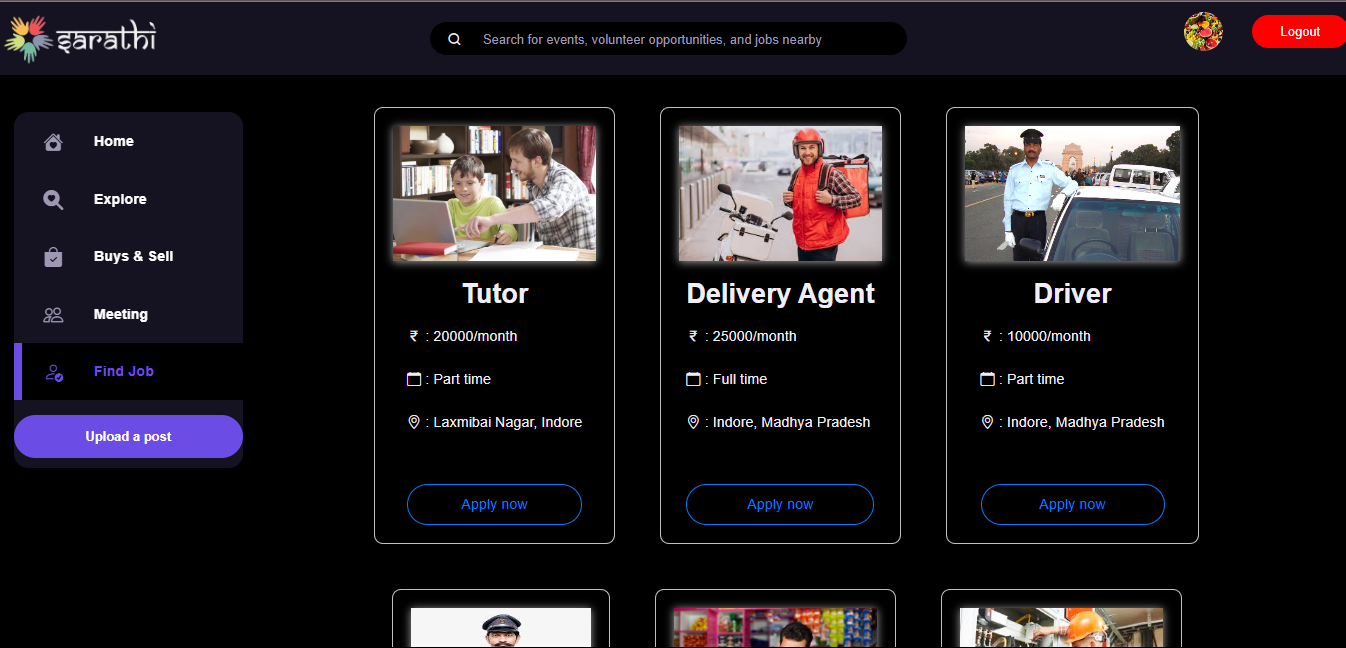 sarathi
Search for events, volunteer opportunities, and jobs nearby
Logout
Home
Explore
Buys & Sell
Meeting
Find Job
Upload a post
Tutor
₹ : 20000/month
: Part time
: Laxmibai Nagar, Indore
Apply now
Delivery Agent
₹ : 25000/month
: Full time
: Indore, Madhya Pradesh
Apply now
Driver
₹ : 10000/month
: Part time
: Indore, Madhya Pradesh
Apply now